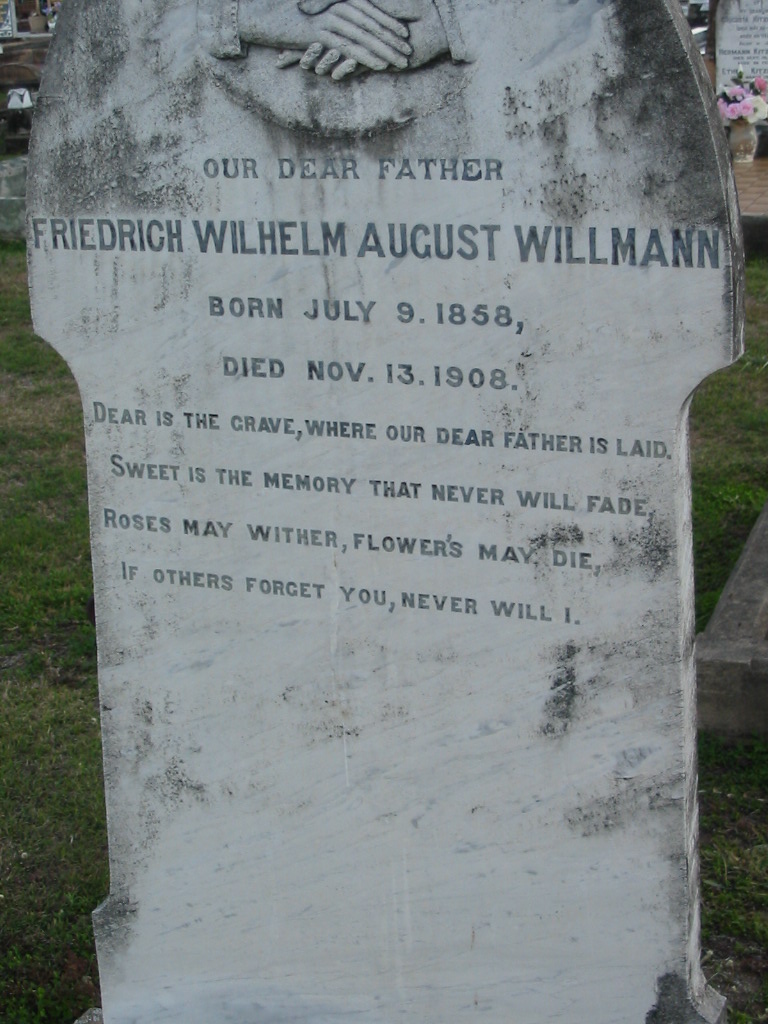 OUR DEAR FATHER
FRIEDRICH WILHELM AUGUST WILLMANN
BORN JULY 9. 1858,
DIED NOV. 13. 1908.
DEAR IS THE GRAVE, WHERE OUR DEAR FATHER IS LAID.
SWEET IS THE MEMORY THAT NEVER WILL FADE,
ROSES MAY WITHER, FLOWER'S MAY DIE,
IF OTHERS FORGET YOU, NEVER WILL I.
HERMANN